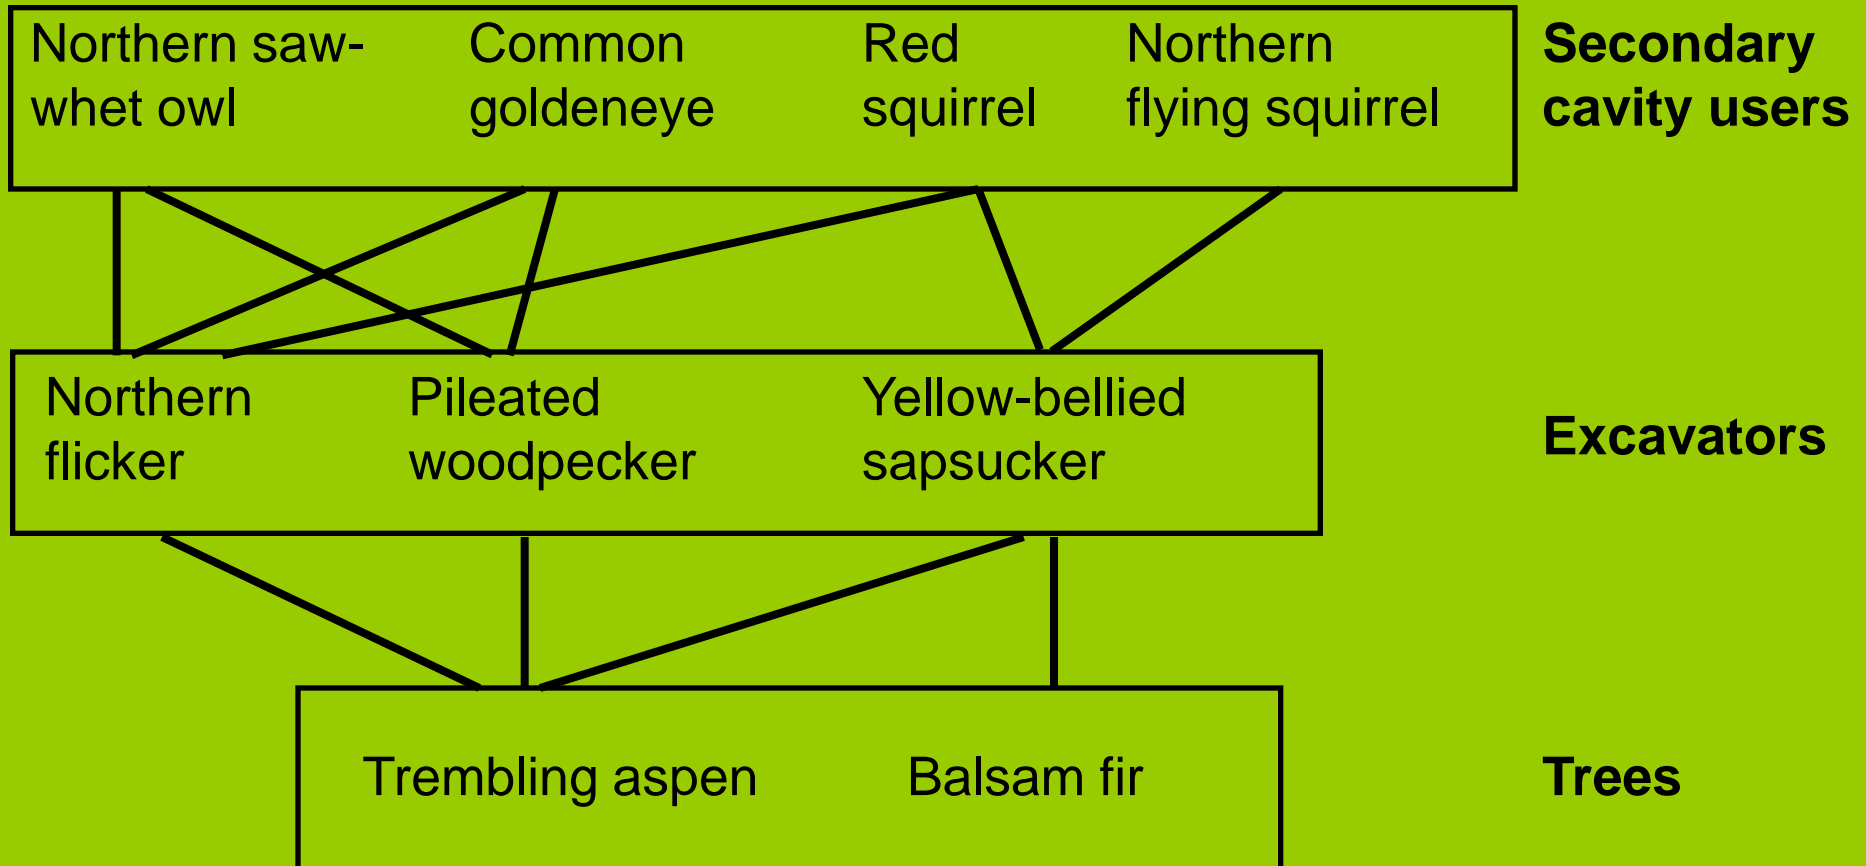 Northern saw-
whet owl
Common
goldeneye
Red
squirrel
Northern
flying squirrel
Secondary
cavity users
Northern
flicker
Pileated
woodpecker
Yellow-bellied
sapsucker
Excavators
Trembling aspen
Balsam fir
Trees